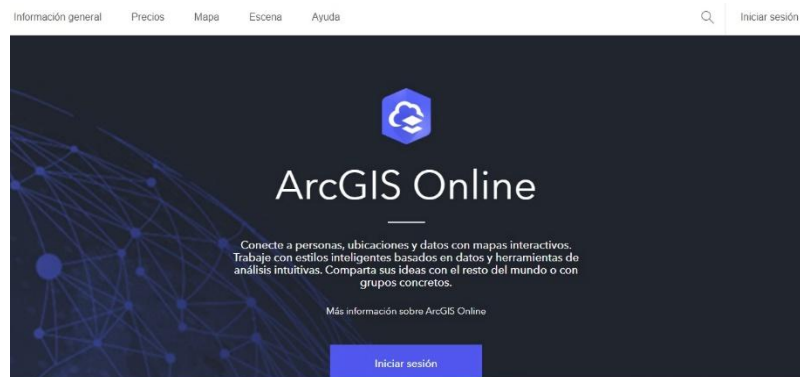 Información general Precios Mapa Escena Ayuda Iniciar sesión
ArcGIS Online
Conecte a personas, ubicaciones y datos con mapas interactivos.
Trabaje con estilos inteligentes basados en datos y herramientas de
análisis intuitivas. Comparta sus ideas con el resto del mundo o con
grupos concretos.
Más información sobre ArcGIS Online
Iniciar sesión